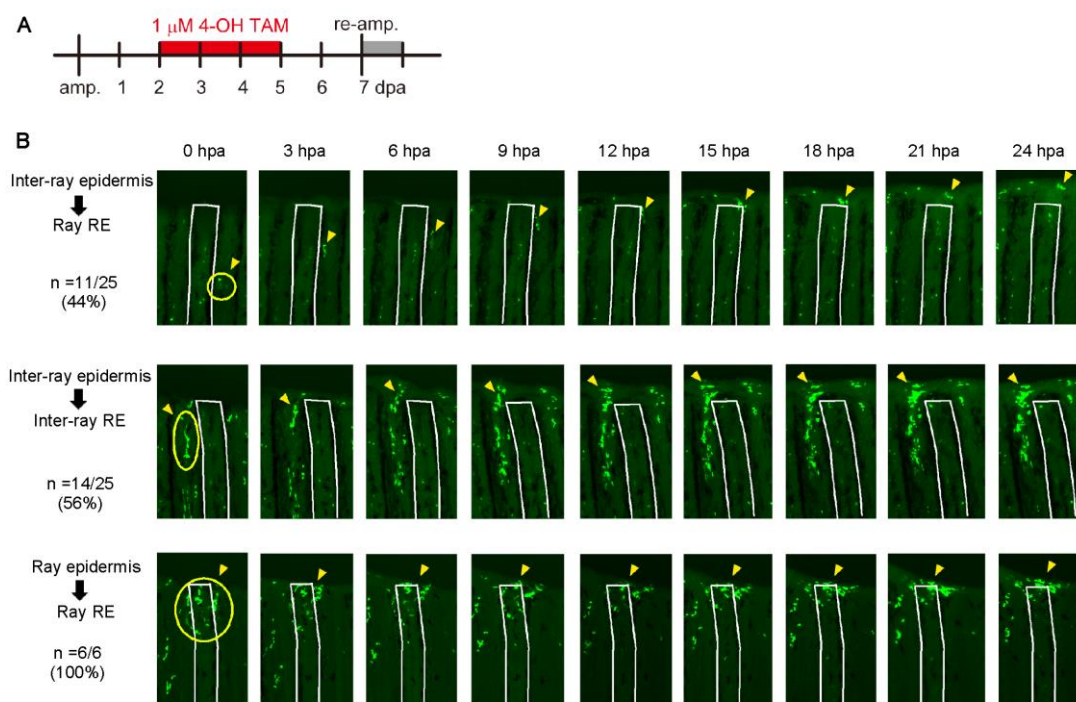 A
1 μM 4-OH TAM
re-amp.
amp. 1 2 3 4 5 6 7 dpa
B
0 hpa 3 hpa 6 hpa 9 hpa 12 hpa 15 hpa 18 hpa 21 hpa 24 hpa
Inter-ray epidermis
Ray RE
n =11/25
(44%)
Inter-ray epidermis
Inter-ray RE
n =14/25
(56%)
Ray epidermis
Ray RE
n =6/6
(100%)